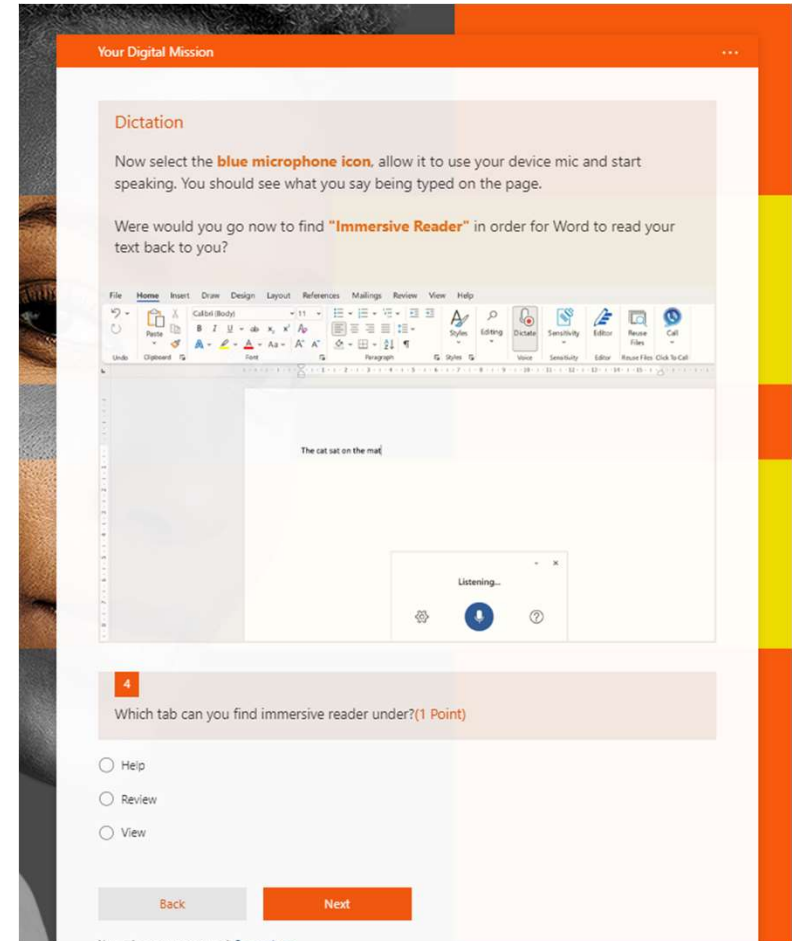 Your Digital Mission
Dictation
Now select the blue microphone icon, allow it to use your device mic and start
speaking. You should see what you say being typed on the page.
Were would you go now to find "Immersive Reader" in order for Word to read your
text back to you?
File Home Insert Draw Design Layout References Mailings Review View Help
Calibri (Body) 11
Paste
Styles Editing Dictate Sensitivity Editor Reuse Files Call
Undo Clipboard Font Paragraph Styles Voice Sensitivity Editor Reuse Files Click To Call
The cat sat on the mat
Listening...
4
Which tab can you find immersive reader under?(1 Point)
Help
Review
View
Back Next